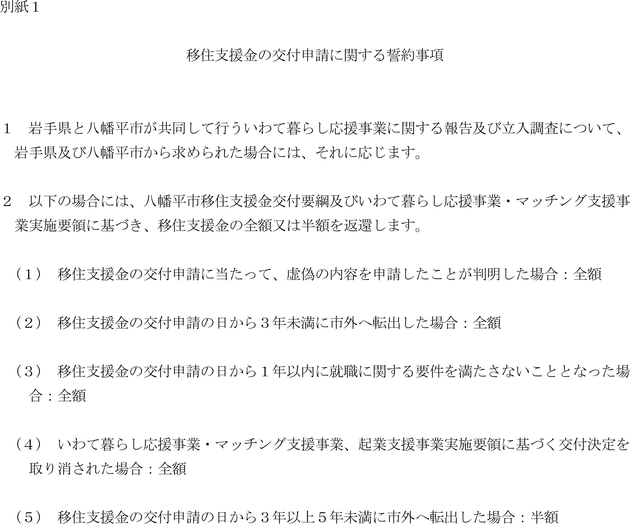 別紙１
移住支援金の交付申請に関する誓約事項
１　岩手県と八幡平市が共同して行ういわて暮らし応援事業に関する報告及び立入調査について、
岩手県及び八幡平市から求められた場合には、それに応じます。
２　以下の場合には、八幡平市移住支援金交付要綱及びいわて暮らし応援事業・マッチング支援事
業実施要領に基づき、移住支援金の全額又は半額を返還します。
（１）　移住支援金の交付申請に当たって、虚偽の内容を申請したことが判明した場合：全額
（２）　移住支援金の交付申請の日から３年未満に市外へ転出した場合：全額
（３）　移住支援金の交付申請の日から１年以内に就職に関する要件を満たさないこととなった場
合：全額
（４）　いわて暮らし応援事業・マッチング支援事業、起業支援事業実施要領に基づく交付決定を
取り消された場合：全額
（５）　移住支援金の交付申請の日から３年以上５年未満に市外へ転出した場合：半額